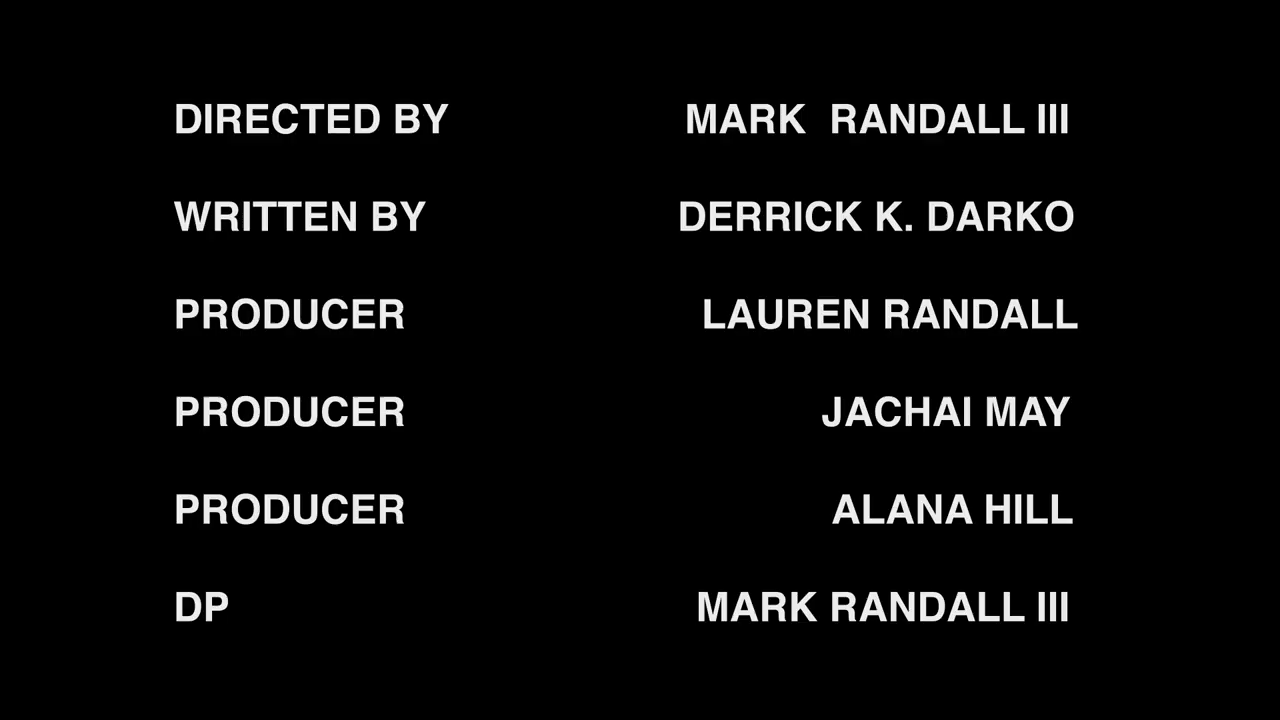 DIRECTED BY MARK  RANDALL III
WRITTEN BY DERRICK K. DARKO
PRODUCER LAUREN RANDALL
PRODUCER JACHAI MAY
PRODUCER ALANA HILL
DP MARK RANDALL III